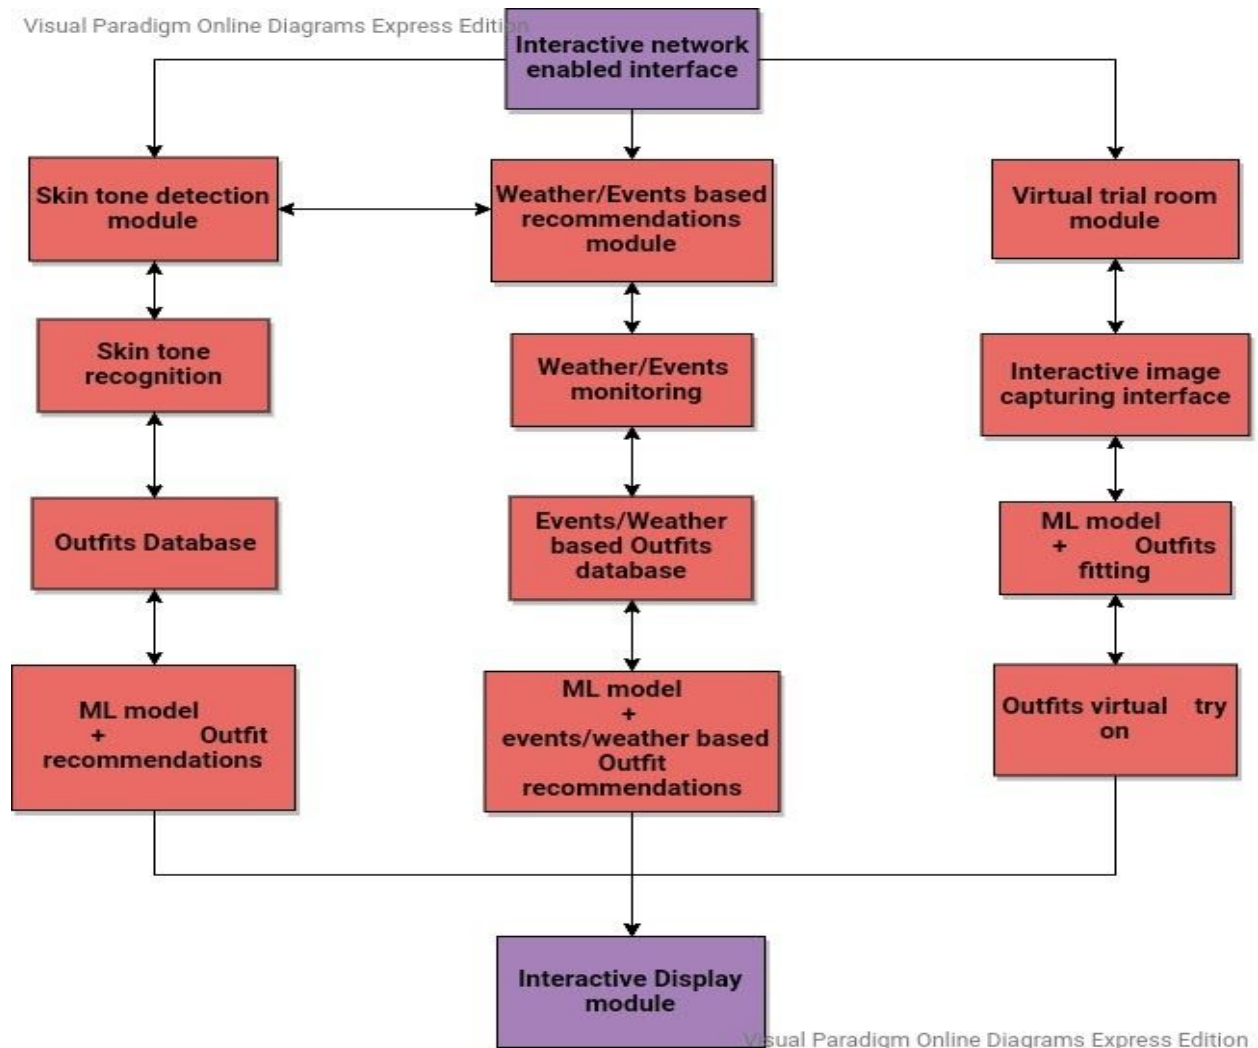 Visual Paradigm Online Diagrams Express Edition
Interactive network
enabled interface
Skin tone detection
module
Weather/Events based
recommendations
module
Virtual trial room
module
Skin tone
recognition
Weather/Events
monitoring
Interactive image
capturing interface
Outfits Database
Events/Weather
based Outfits
database
ML model
+ Outfits
fitting
ML model
+ Outfit
recommendations
ML model
+
events/weather based
Outfit
recommendations
Outfits virtual try
on
Interactive Display
module
Visual Paradigm Online Diagrams Express Edition